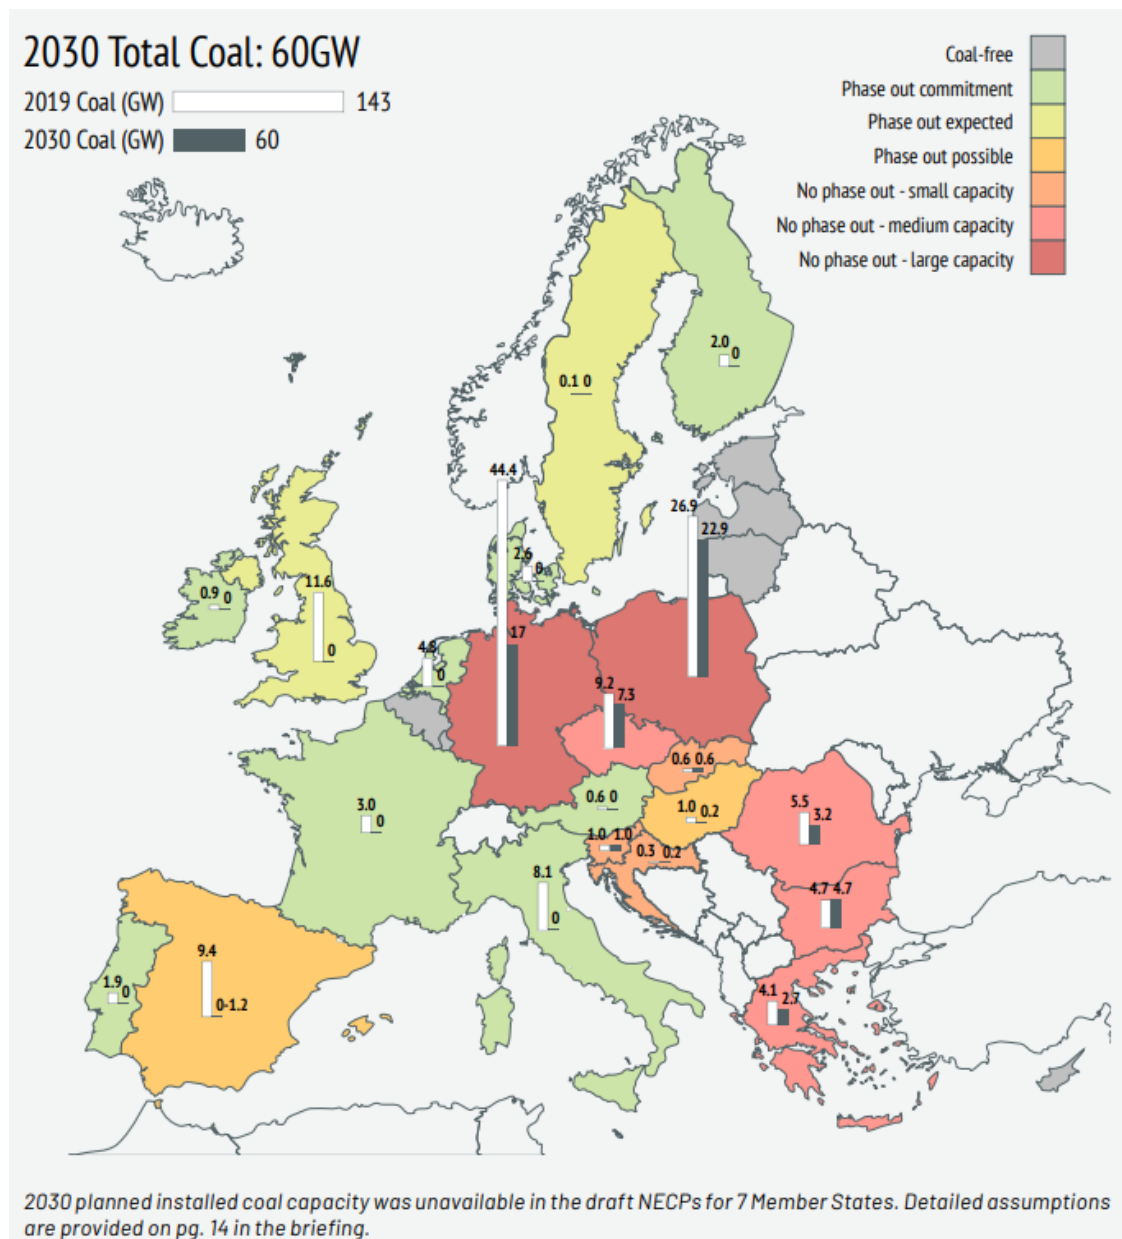 2030 Total Coal: 60GW
2019 Coal (GW) 143
2030 Coal (GW) 60
Coal-free
Phase out commitment
Phase out expected
Phase out possible
No phase out - small capacity
No phase out - medium capacity
No phase out - large capacity
2.0 0
0.1 0
44.4
26.9
22.9
2.6 0
0.9 0
11.6
0
17
4.8
0
9.2 7.3
0.6 0.6
0.6 0
1.0 0.2
3.0 0
5.5 3.2
1.0 1.0
0.3 0.2
8.1
0
4.7 4.7
9.4
0-1.2
1.9 0
4.1 2.7
2030 planned installed coal capacity was unavailable in the draft NECPs for 7 Member States. Detailed assumptions
are provided on pg. 14 in the briefing.